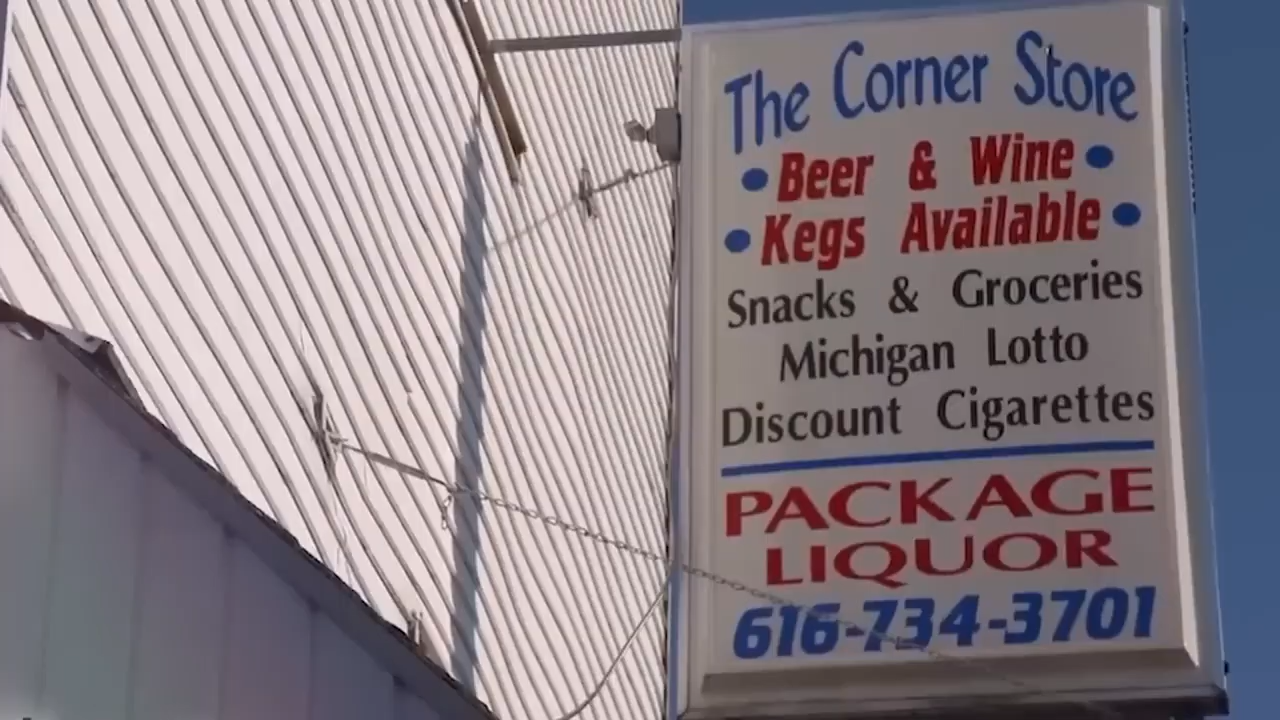 The Corner Store
• Beer & Wine •
• Kegs Available •
Snacks & Groceries
Michigan Lotto
Discount Cigarettes
PACKAGE
LIQUOR
616-734-3701